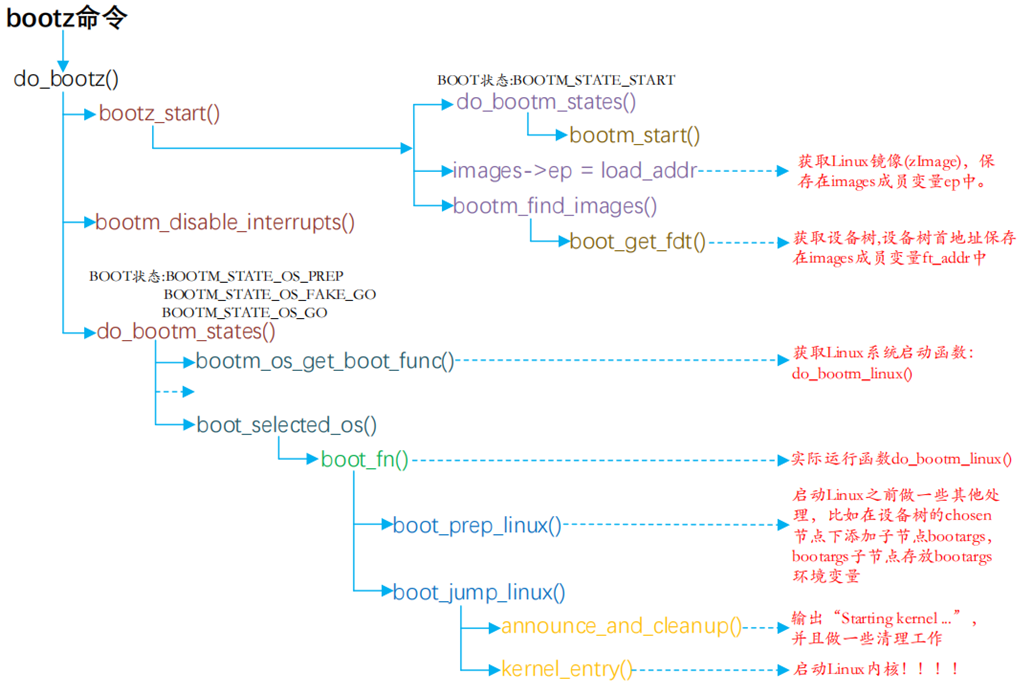 bootz命令
do_bootz()
bootz_start()
BOOT状态:BOOTM_STATE_START
do_bootm_states()
bootm_start()
images->ep = load_addr
获取Linux镜像(zImage)，保
存在images成员变量ep中。
bootm_find_images()
boot_get_fdt()
获取设备树,设备树首地址保存
在images成员变量ft_addr中
bootm_disable_interrupts()
BOOT状态:BOOTM_STATE_OS_PREP
BOOTM_STATE_OS_FAKE_GO
BOOTM_STATE_OS_GO
do_bootm_states()
bootm_os_get_boot_func()
获取Linux系统启动函数：
do_bootm_linux()
boot_selected_os()
boot_fn()
实际运行函数do_bootm_linux()
boot_prep_linux()
启动Linux之前做一些其他处
理，比如在设备树的chosen
节点下添加子节点bootargs，
bootargs子节点存放bootargs
环境变量
boot_jump_linux()
announce_and_cleanup()
输出“Starting kernel ...”，
并且做一些清理工作
kernel_entry()
启动Linux内核！！！！